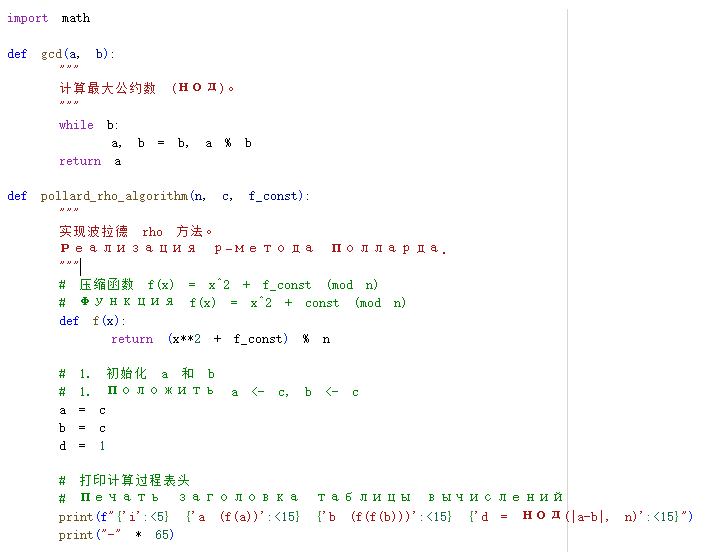 import math
def gcd(a, b):
"""
计算最大公约数 (НОД)。
"""
while b:
a, b = b, a % b
return a
def pollard_rho_algorithm(n, c, f_const):
"""
实现波拉德 rho 方法。
Реализация p-метода Полларда.
"""
# 压缩函数 f(x) = x^2 + f_const (mod n)
# Функция f(x) = x^2 + const (mod n)
def f(x):
return (x**2 + f_const) % n
# 1. 初始化 a 和 b
# 1. Положить a <- c, b <- c
a = c
b = c
d = 1
# 打印计算过程表头
# Печать заголовка таблицы вычислений
print(f"{'i':<5} {'a (f(a))':<15} {'b (f(f(b)))':<15} {'d = НОД(|a-b|, n)':<15}")
print("-" * 65)